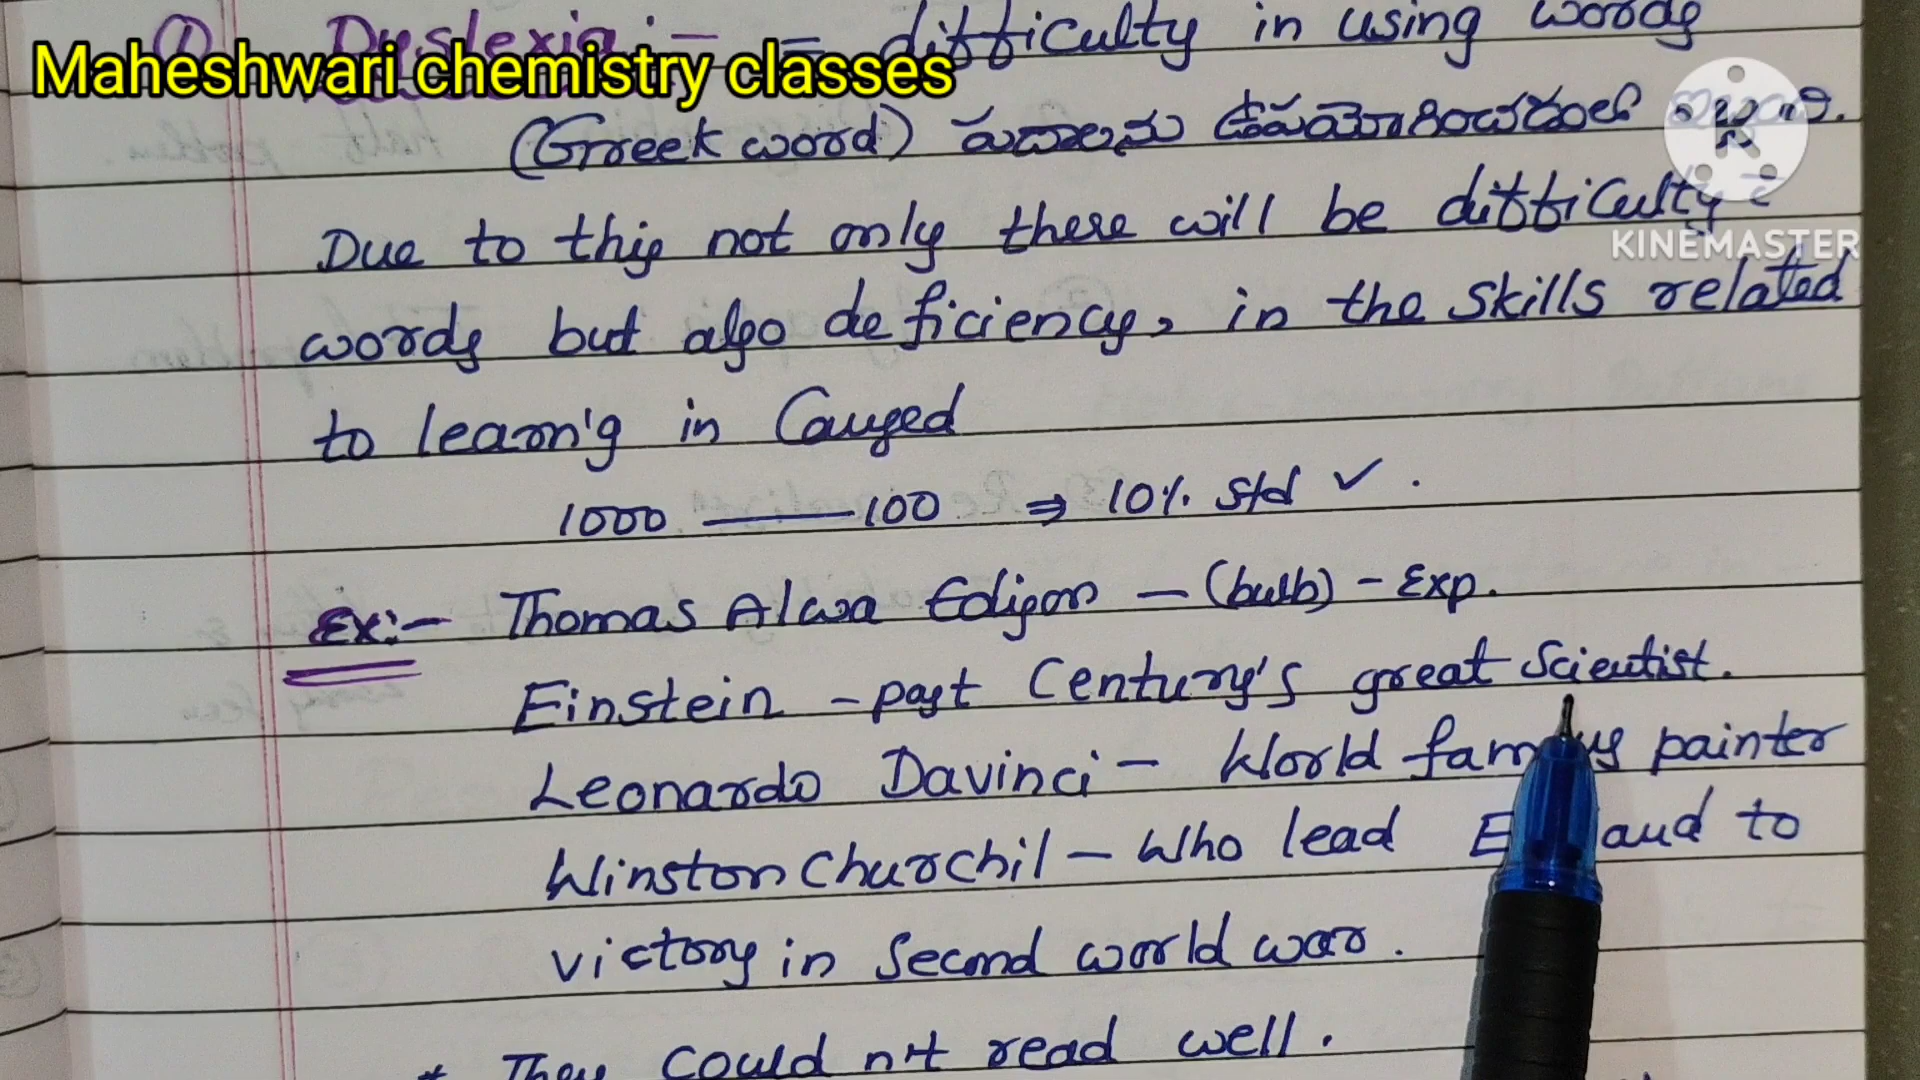 ① Dyslexia :- = difficulty in using words
Maheshwari chemistry classes
(Greek word)
Due to this not only there will be difficulty
KINEMASTER
words but also deficiency, in the skills related
to learn'g in Caused
1000 —— 100 ⇒ 10% Std ✓ .
Ex:- Thomas Alwa Edison - (bulb) - Exp.
Einstein - past Century's great Scientist.
Leonardo Davinci - World famous painter
Winston Churchil - Who lead to
victory in Second world war.
* They could n't read well.